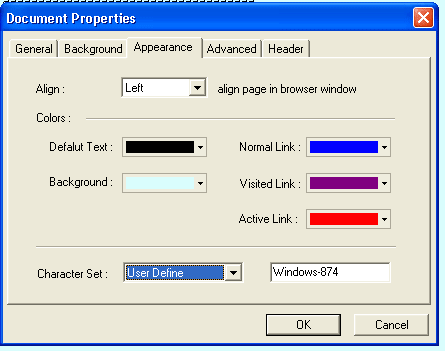 Document Properties
General Background Appearance Advanced Header
Align : Left align page in browser window
Colors :
Defalut Text : Normal Link :
Background : Visited Link :
Active Link :
Character Set : User Define Windows-874
OK Cancel